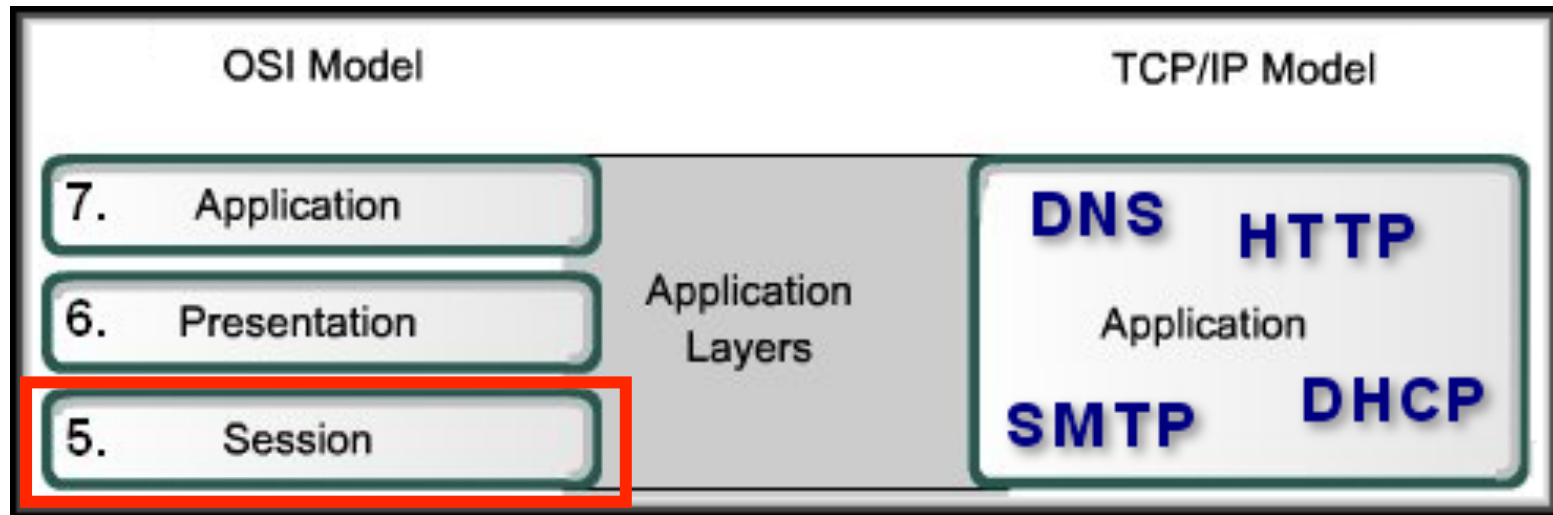 OSI Model
TCP/IP Model
7. Application
6. Presentation
5. Session
Application
Layers
DNS
HTTP
Application
SMTP
DHCP